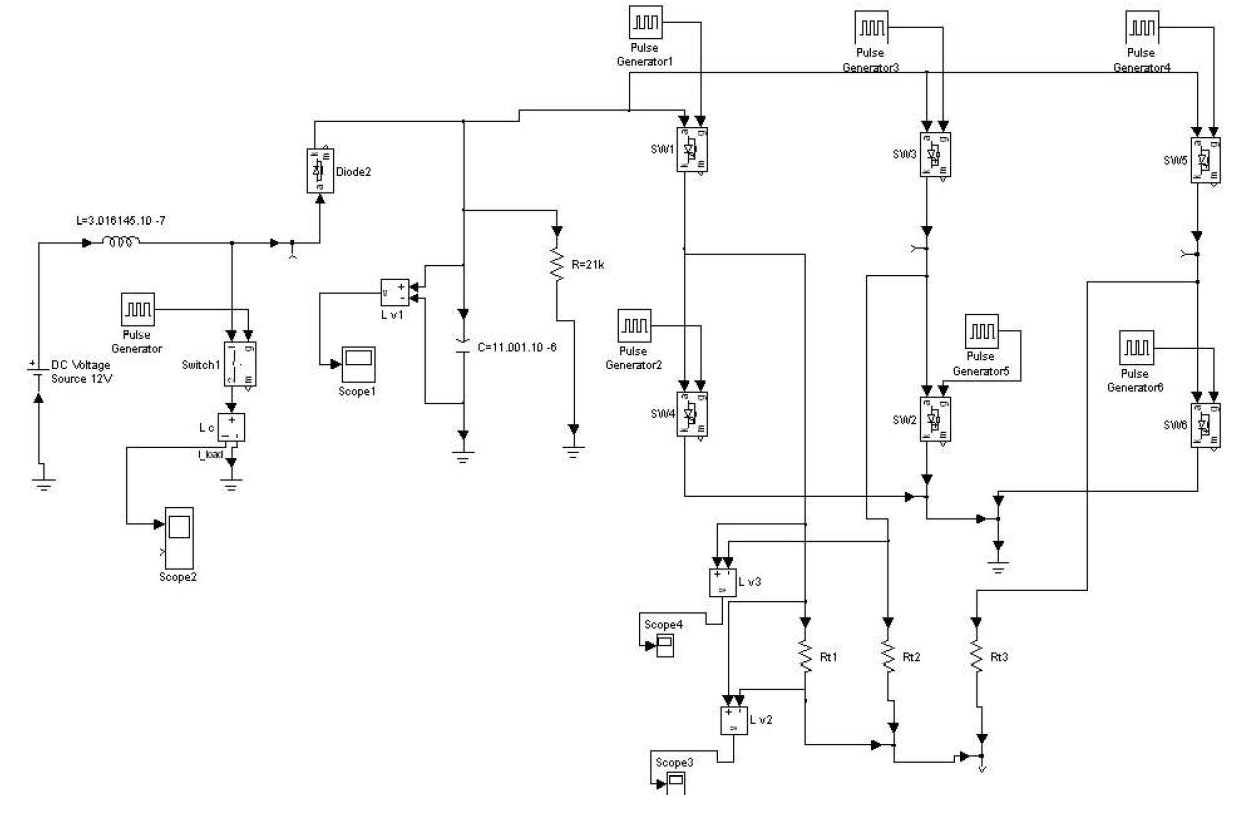 Pulse
Generator1
Pulse
Generator3
Pulse
Generator4
a
g
SW1
k
m
a
g
SW3
k
m
a
g
SW5
k
m
k
m
Diode2
a
L=3.016145.10 -7
R=21k
+
-
v
L v1
Pulse
Generator
1
g
Switch1
2
m
+
DC Voltage
Source 12V
C=11.001.10 -6
Scope1
Pulse
Generator2
Pulse
Generator5
Pulse
Generator6
a
g
SW4
k
m
a
g
SW2
k
m
a
g
SW6
k
m
+
L c
I_load
Scope2
+
-
v
L v3
Scope4
Rt1
Rt2
Rt3
+
-
v
L v2
Scope3